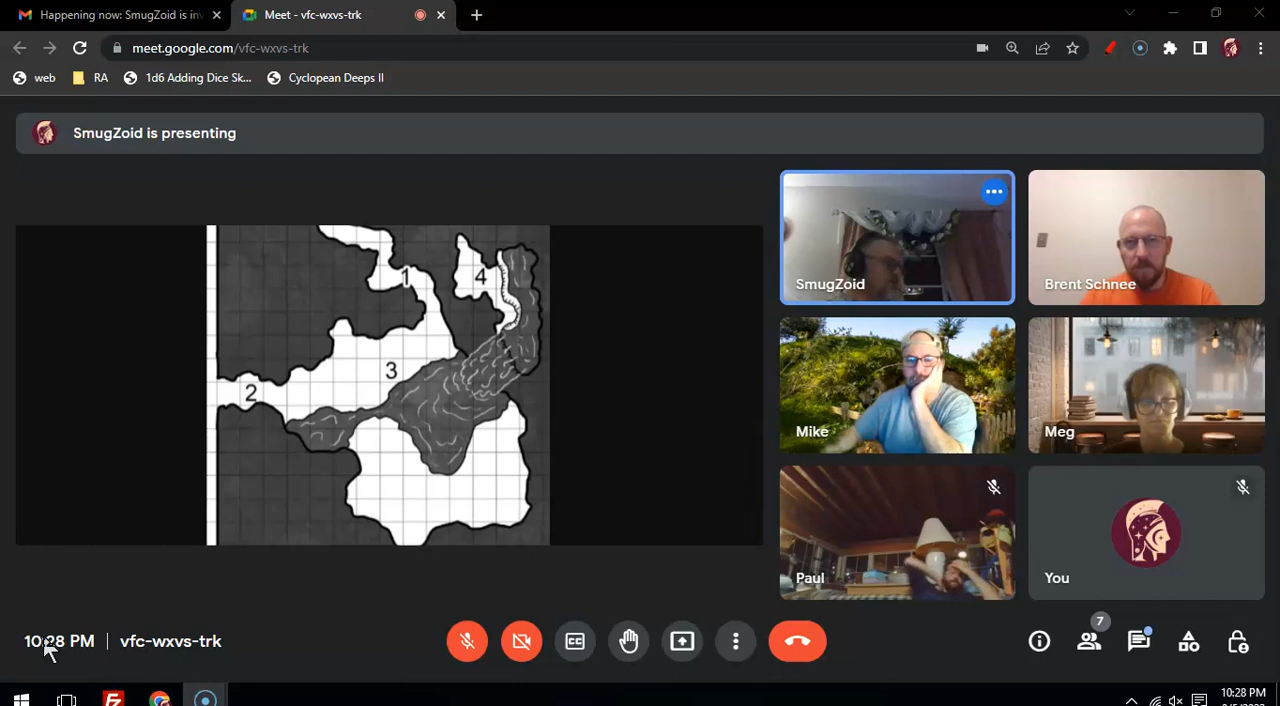 Happening now: SmugZoid is in
Meet - vfc-wxvs-trk
meet.google.com/vfc-wxvs-trk
web
RA
1d6 Adding Dice Sk...
Cyclopean Deeps II
SmugZoid is presenting
1
4
3
2
SmugZoid
Brent Schnee
Mike
Meg
Paul
You
10:28 PM
vfc-wxvs-trk
CC
7
10:28 PM